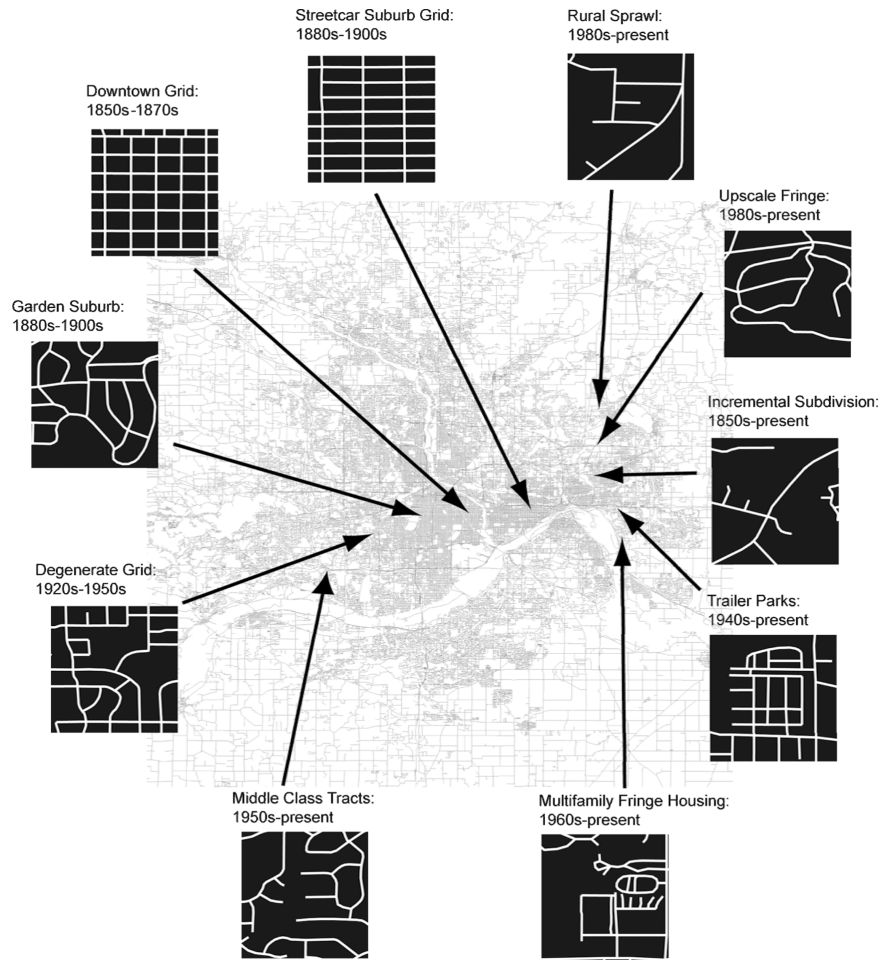 Streetcar Suburb Grid:
1880s-1900s
Rural Sprawl:
1980s-present
Downtown Grid:
1850s-1870s
Upscale Fringe:
1980s-present
Garden Suburb:
1880s-1900s
Incremental Subdivision:
1850s-present
Degenerate Grid:
1920s-1950s
Trailer Parks:
1940s-present
Middle Class Tracts:
1950s-present
Multifamily Fringe Housing:
1960s-present